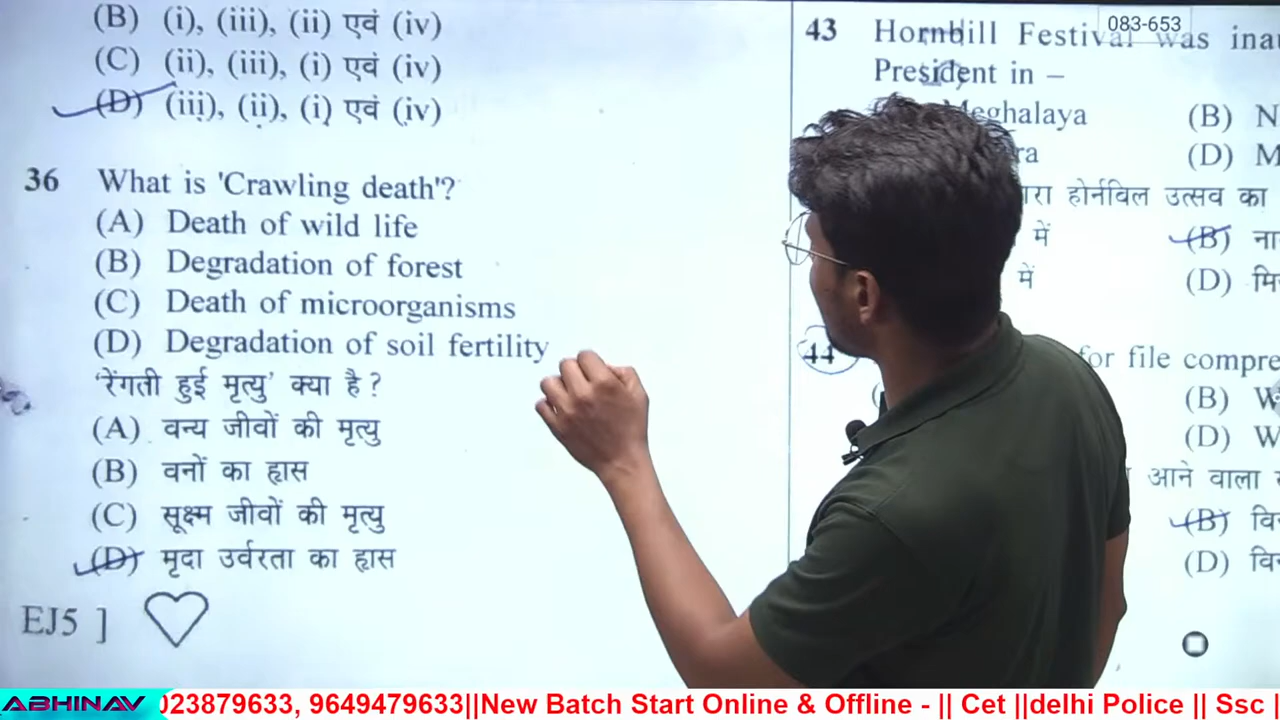 (B) (i), (iii), (ii) एवं (iv)
(C) (ii), (iii), (i) एवं (iv)
(D) (iii), (ii), (i) एवं (iv)
36 What is 'Crawling death'?
(A) Death of wild life
(B) Degradation of forest
(C) Death of microorganisms
(D) Degradation of soil fertility
'रेंगती हुई मृत्यु' क्या है ?
(A) वन्य जीवों की मृत्यु
(B) वनों का ह्रास
(C) सूक्ष्म जीवों की मृत्यु
(D) मृदा उर्वरता का ह्रास
EJ5 ]
083-653
43 Hornbill Festival was
President in –
Meghalaya (B)
(D)
होर्नविल उत्सव का
में (B)
में (D)
44 for file
(B)
(D)
आने वाला
(B)
(D)
ABHINAV
023879633, 9649479633||New Batch Start Online & Offline - || Cet ||delhi Police || Ssc